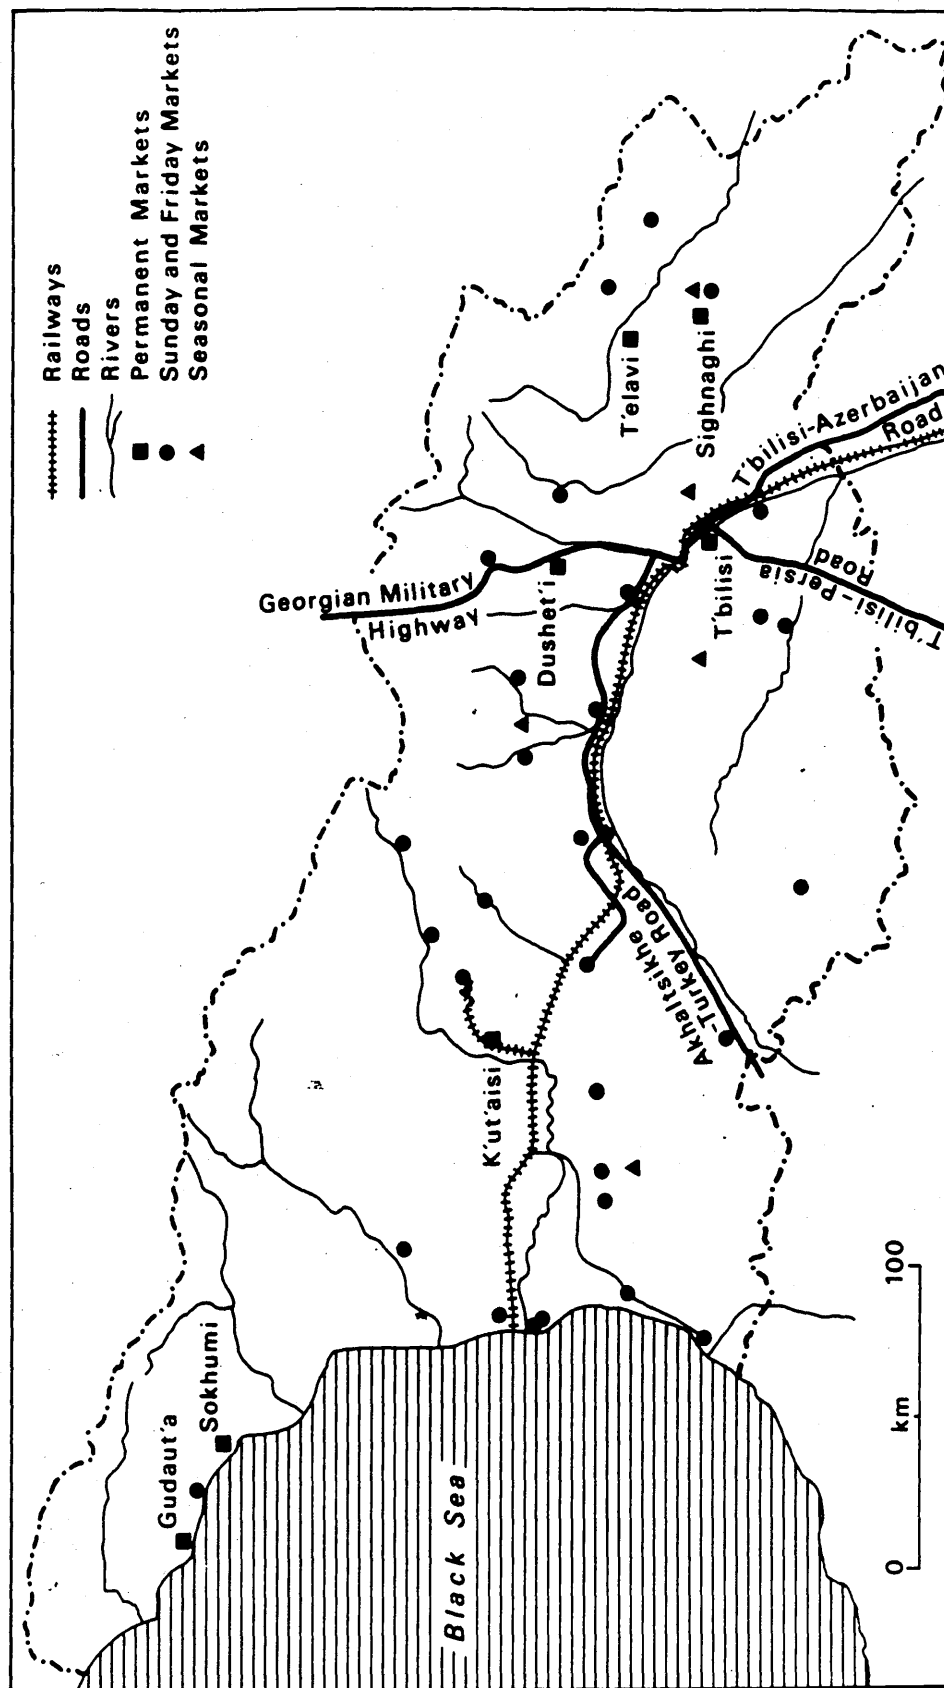 Railways
Roads
Rivers
Permanent Markets
Sunday and Friday Markets
Seasonal Markets
Gudaut'a
Sokhumi
Black Sea
K'ut'aisi
Georgian Military
Highway
Dushet'i
T'elavi
Sighnaghi
T'bilisi
T'bilisi-Azerbaijan
Road
T'bilisi-Persia
Road
Akhaltsikhe
-Turkey Road
0
km
100